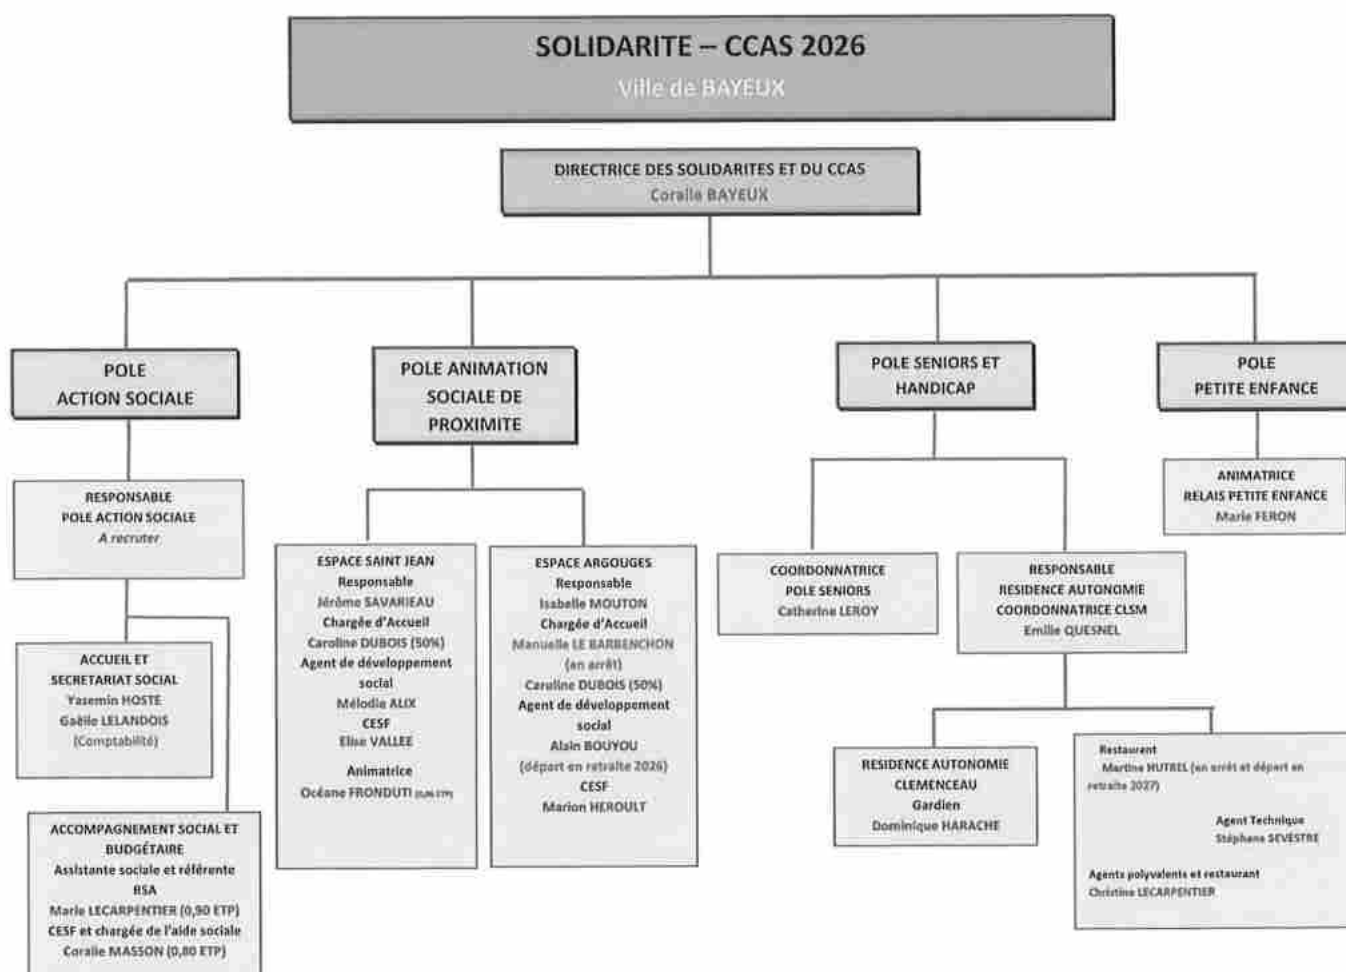 SOLIDARITE – CCAS 2026
Ville de BAYEUX
DIRECTRICE DES SOLIDARITES ET DU CCAS
Coralie BAYEUX
POLE
ACTION SOCIALE
POLE ANIMATION
SOCIALE DE
PROXIMITE
POLE SENIORS ET
HANDICAP
POLE
PETITE ENFANCE
RESPONSABLE
POLE ACTION SOCIALE
A recruter
ACCUEIL ET
SECRETARIAT SOCIAL
Yasemin HOSTE
Gaëlle LELANDOIS
(Comptabilité)
ACCOMPAGNEMENT SOCIAL ET
BUDGÉTAIRE
Assistante sociale et référente
RSA
Marie LECARPENTIER (0,90 ETP)
CESF et chargée de l'aide sociale
Coralie MASSON (0,80 ETP)
ESPACE SAINT JEAN
Responsable
Jérôme SAVARIEAU
Chargée d'Accueil
Caroline DUBOIS (50%)
Agent de développement
social
Mélodie ALIX
CESF
Elise VALLEE
Animatrice
Océane FRONDUTI
ESPACE ARGOUGES
Responsable
Isabelle MOUTON
Chargée d'Accueil
Manuelle LE BARBENCHON
(en arrêt)
Caroline DUBOIS (50%)
Agent de développement
social
Alain BOUYOU
(départ en retraite 2026)
CESF
Marion HEROULT
COORDONNATRICE
POLE SENIORS
Catherine LEROY
RESPONSABLE
RESIDENCE AUTONOMIE
COORDONNATRICE CLSM
Emilie QUESNEL
RESIDENCE AUTONOMIE
CLEMENCEAU
Gardien
Dominique HARACHE
Restaurent
Martine HUTREL (en arrêt et départ en
retraite 2027)
Agent Technique
Stéphane SEVESTRE
Agents polyvalents et restaurant
Christine LECARPENTIER
ANIMATRICE
RELAIS PETITE ENFANCE
Marie FERON